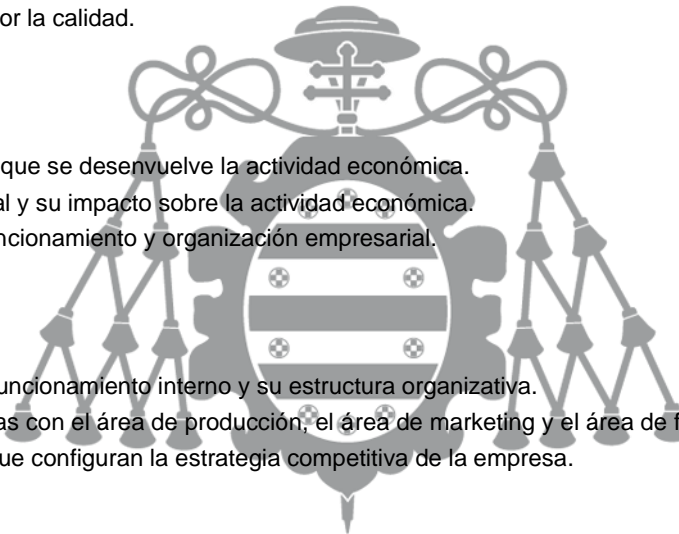 or la calidad.
que se desenvuelve la actividad económica.
al y su impacto sobre la actividad económica.
ncionamiento y organización empresarial.
uncionamiento interno y su estructura organizativa.
as con el área de producción, el área de marketing y el área de f
ue configuran la estrategia competitiva de la empresa.